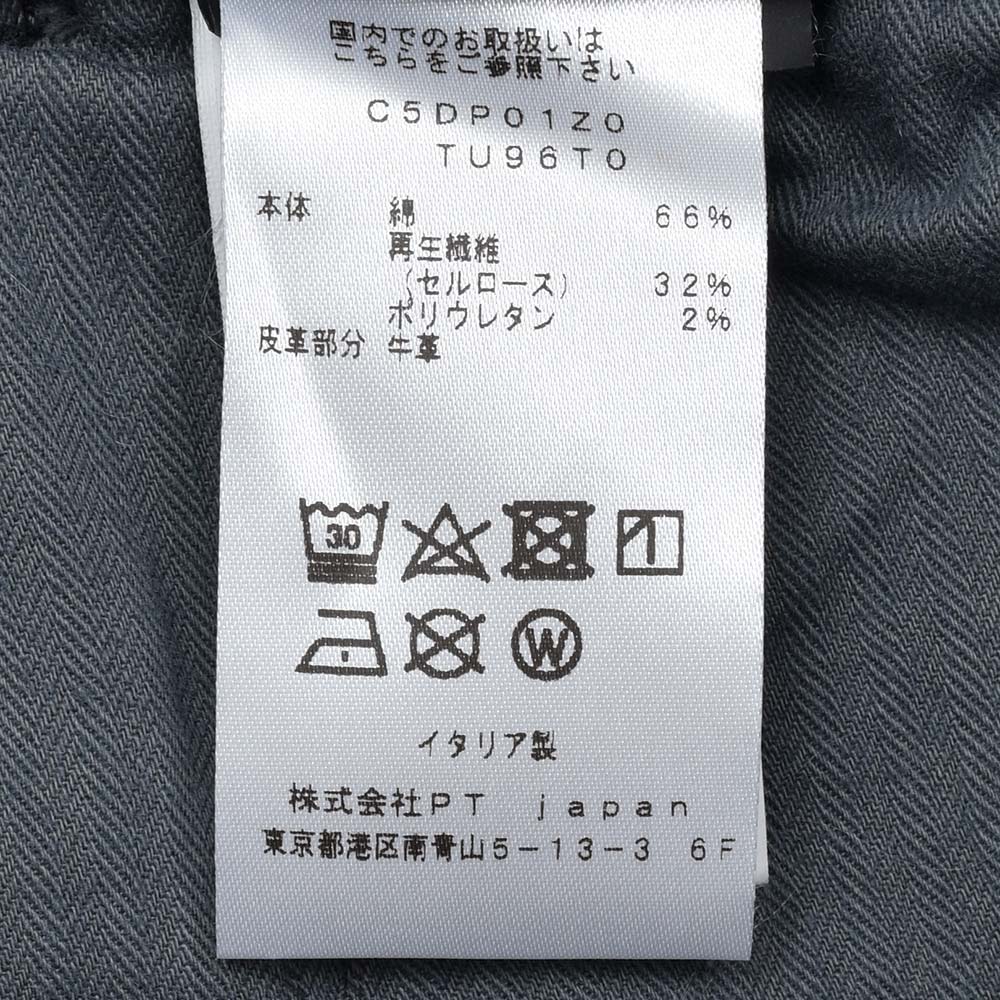 国内でのお取扱いは
こちらをご参照下さい
C5DP01Z0
TU96T0
本体 綿 66%
再生繊維
(セルロース) 32%
ポリウレタン 2%
皮革部分 牛革
30
W
イタリア製
株式会社PT japan
東京都港区南青山5-13-3 6F